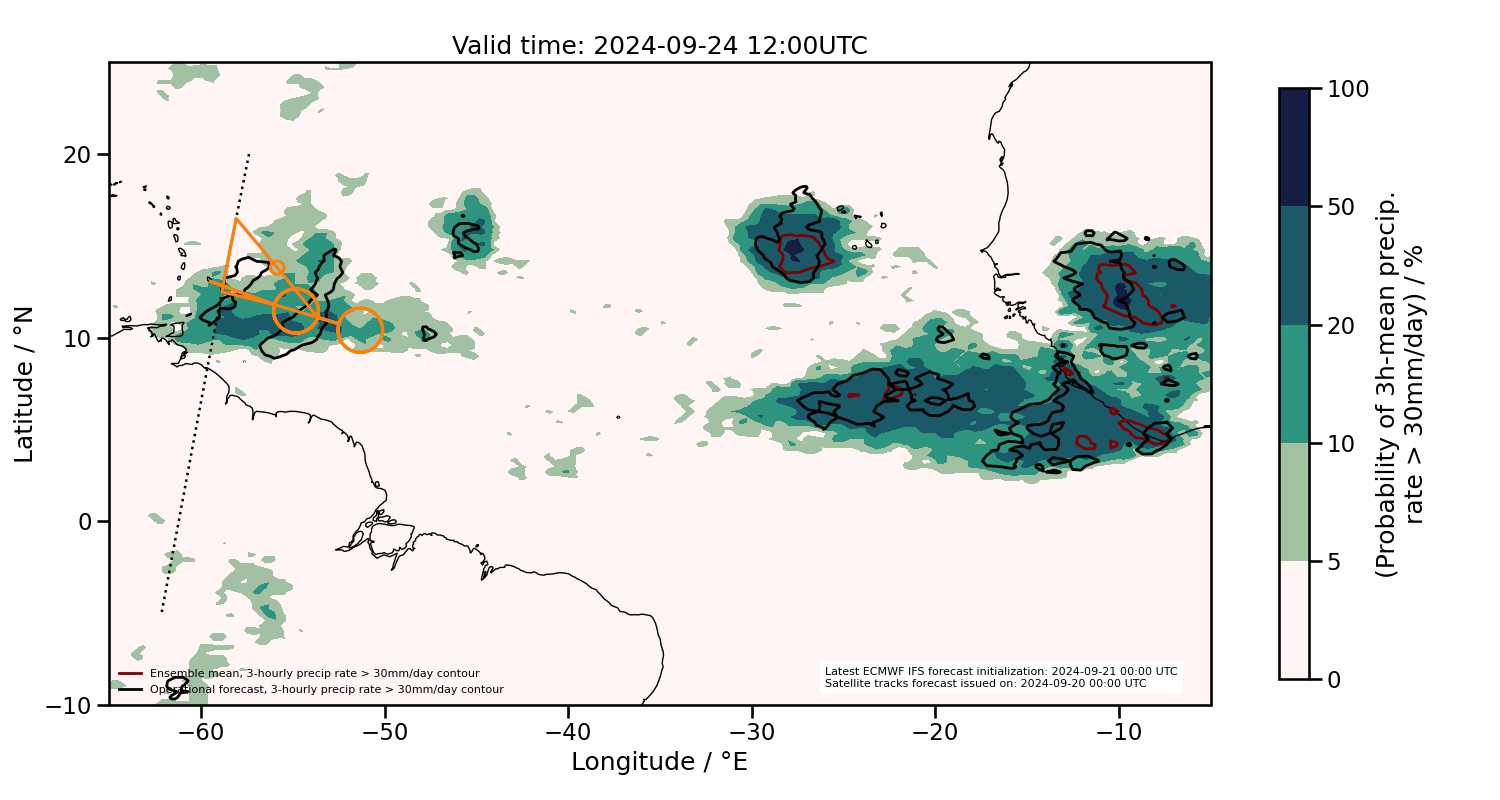 Valid time: 2024-09-24 12:00UTC
Latitude / °N
20
10
0
−10
Ensemble mean, 3-hourly precip rate > 30mm/day contour
Operational forecast, 3-hourly precip rate > 30mm/day contour
Latest ECMWF IFS forecast initialization: 2024-09-21 00:00 UTC
Satellite tracks forecast issued on: 2024-09-20 00:00 UTC
−60
−50
−40
−30
−20
−10
Longitude / °E
100
50
20
10
5
0
(Probability of 3h-mean precip.
rate > 30mm/day) / %